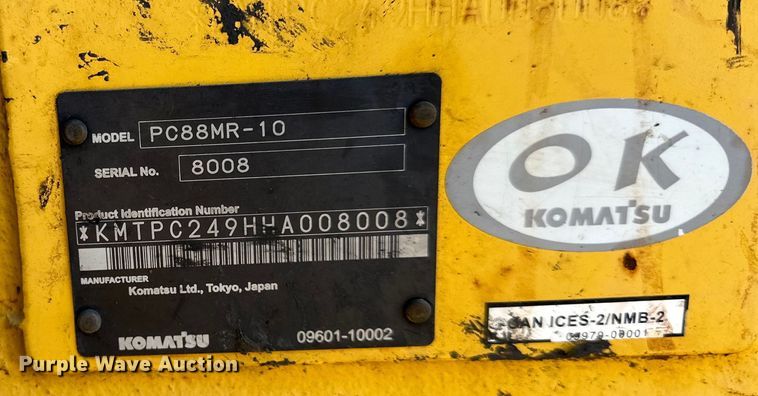 MODEL PC88MR-10
SERIAL No. 8008
Product Identification Number
*KMTPC249HHA008008*
MANUFACTURER
Komatsu Ltd., Tokyo, Japan
KOMATSU 09601-10002
OK
KOMATSU
CAN ICES-2/NMB-2
Purple Wave Auction